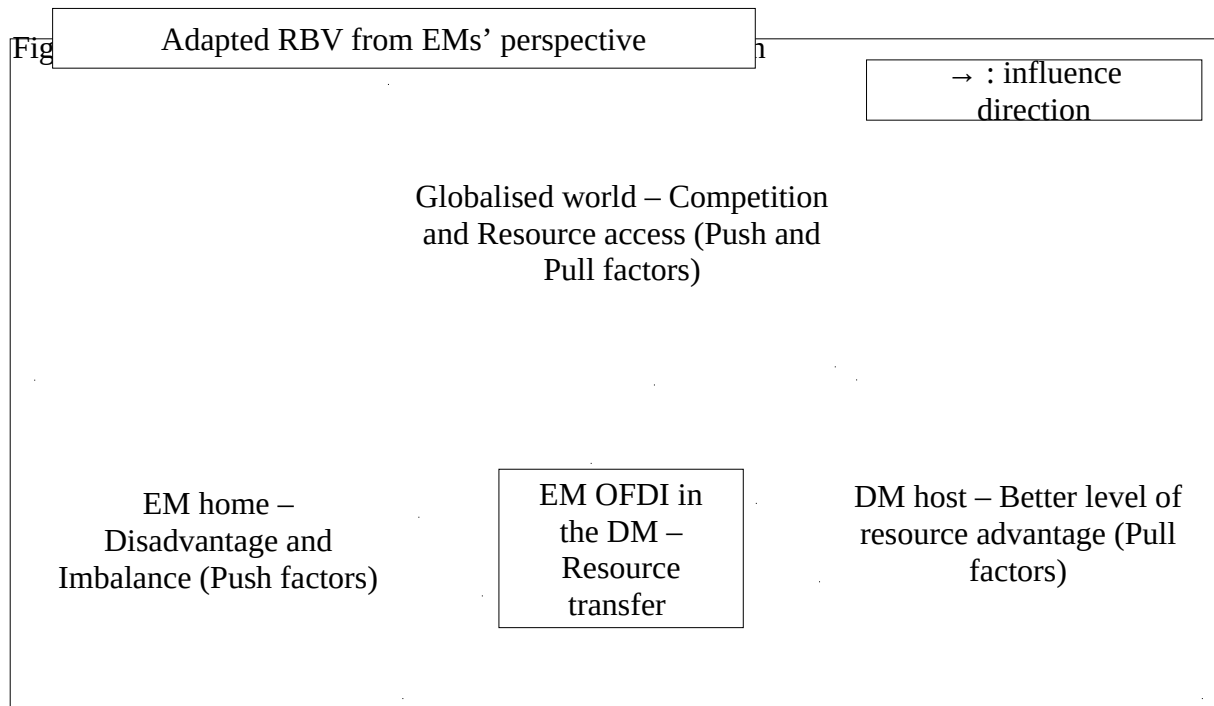 Fig
Adapted RBV from EMs’ perspective
→ : influence
direction
Globalised world – Competition
and Resource access (Push and
Pull factors)
EM home –
Disadvantage and
Imbalance (Push factors)
EM OFDI in
the DM –
Resource
transfer
DM host – Better level of
resource advantage (Pull
factors)